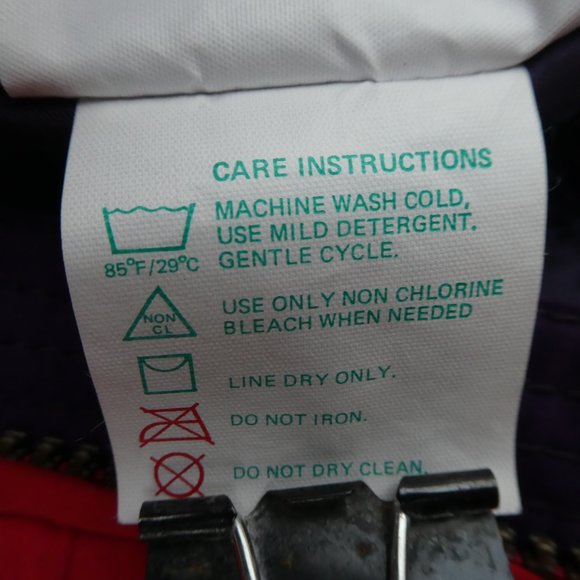 CARE INSTRUCTIONS
MACHINE WASH COLD,
USE MILD DETERGENT.
GENTLE CYCLE.
85°F/29°C
NON
CL
USE ONLY NON CHLORINE
BLEACH WHEN NEEDED
LINE DRY ONLY.
DO NOT IRON.
DO NOT DRY CLEAN.